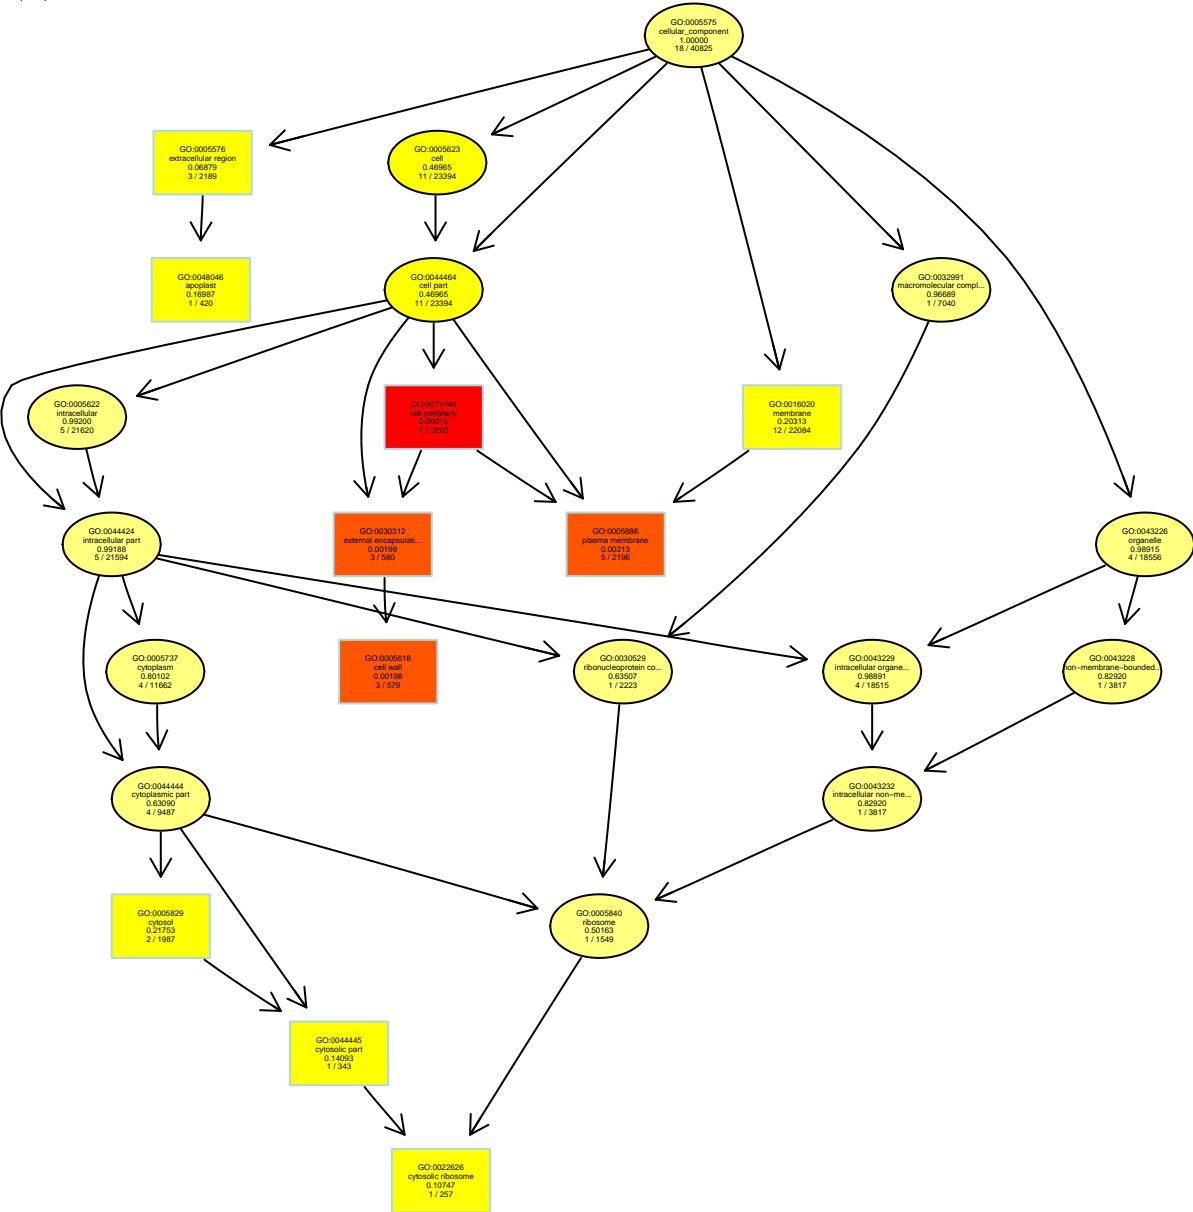 GO:0005575
cellular_component
1.00000
18 / 40825
GO:0005576
extracellular region
0.06879
3 / 2189
GO:0005623
cell
0.46965
11 / 23394
GO:0048046
apoplast
0.16987
1 / 420
GO:0044464
cell part
0.46965
11 / 23394
GO:0032991
macromolecular compl...
0.96689
1 / 7040
GO:0005622
intracellular
0.99200
5 / 21620
GO:0071944
cell periphery
0.00015
7 / 2920
GO:0016020
membrane
0.20313
12 / 22084
GO:0044424
intracellular part
0.99188
5 / 21594
GO:0030312
external encapsulati...
0.00199
3 / 580
GO:0005886
plasma membrane
0.00213
5 / 2196
GO:0043226
organelle
0.98915
4 / 18556
GO:0005737
cytoplasm
0.80102
4 / 11662
GO:0005618
cell wall
0.00198
3 / 579
GO:0030529
ribonucleoprotein co...
0.63507
1 / 2223
GO:0043229
intracellular organe...
0.98891
4 / 18515
GO:0043228
non−membrane−bounded...
0.82920
1 / 3817
GO:0044444
cytoplasmic part
0.63090
4 / 9487
GO:0043232
intracellular non−me...
0.82920
1 / 3817
GO:0005829
cytosol
0.21753
2 / 1987
GO:0005840
ribosome
0.50163
1 / 1549
GO:0044445
cytosolic part
0.14093
1 / 343
GO:0022626
cytosolic ribosome
0.10747
1 / 257